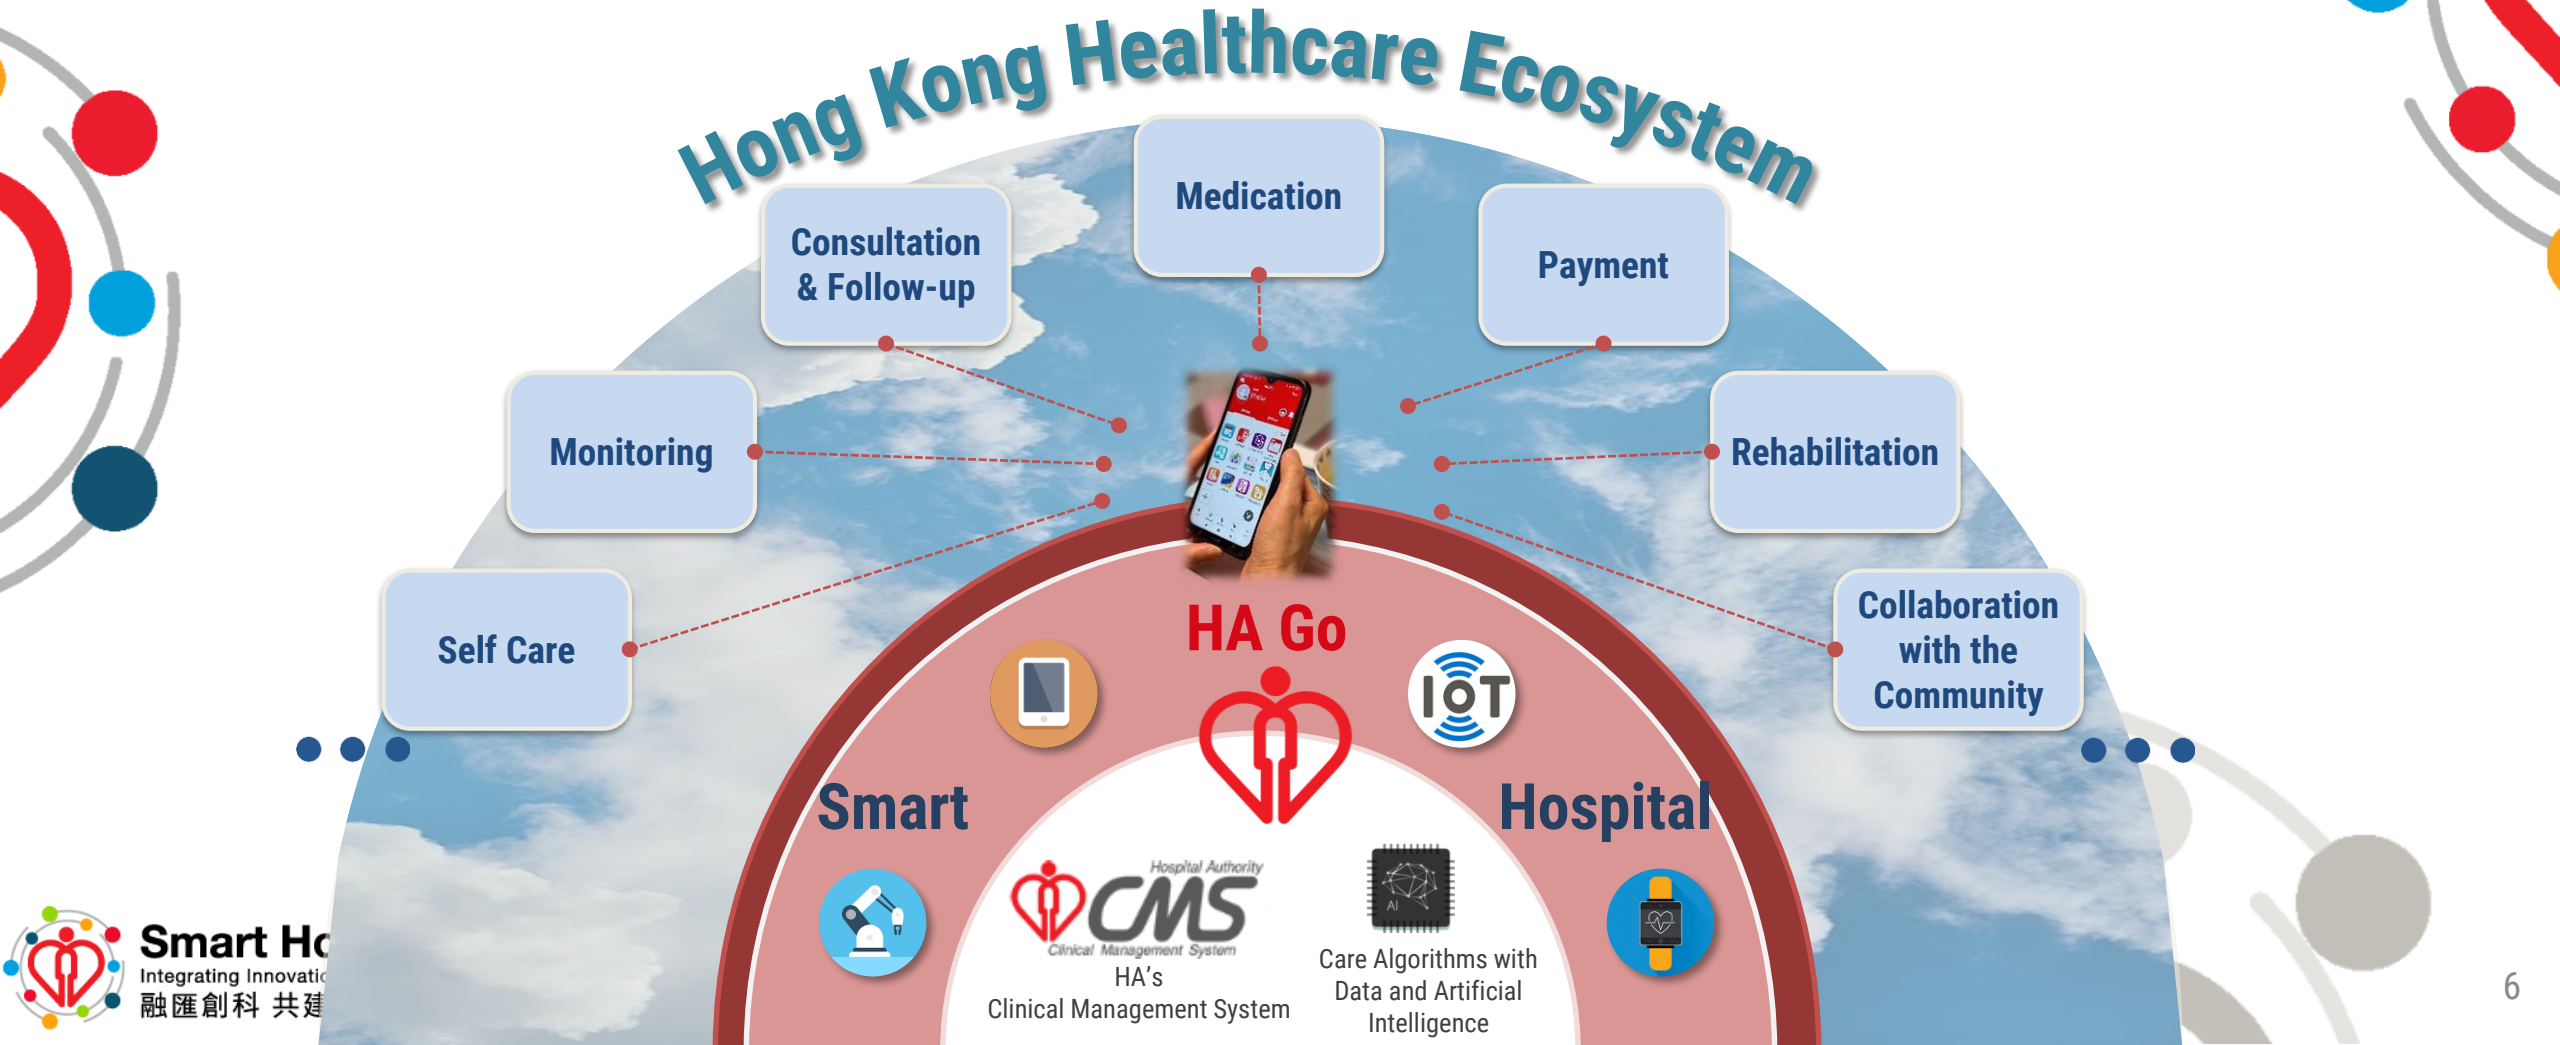 Hong Kong Healthcare Ecosystem
Medication
Consultation
& Follow-up
Payment
Monitoring
Rehabilitation
Self Care
Collaboration
with the
Community
HA Go
IoT
Smart
Hospital
Hospital Authority
CMS
Clinical Management System
HA's
Clinical Management System
AI
Care Algorithms with
Data and Artificial
Intelligence
Smart Ho
Integrating Innovatio
融匯創科 共建
6